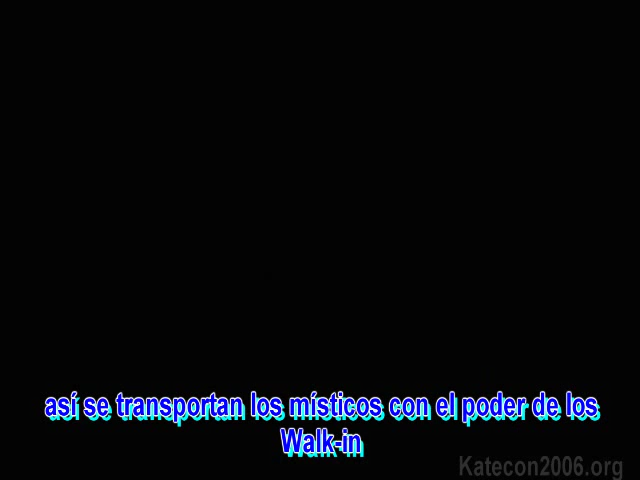 así se transportan los místicos con el poder de los
Walk-in
Katecon2006.org